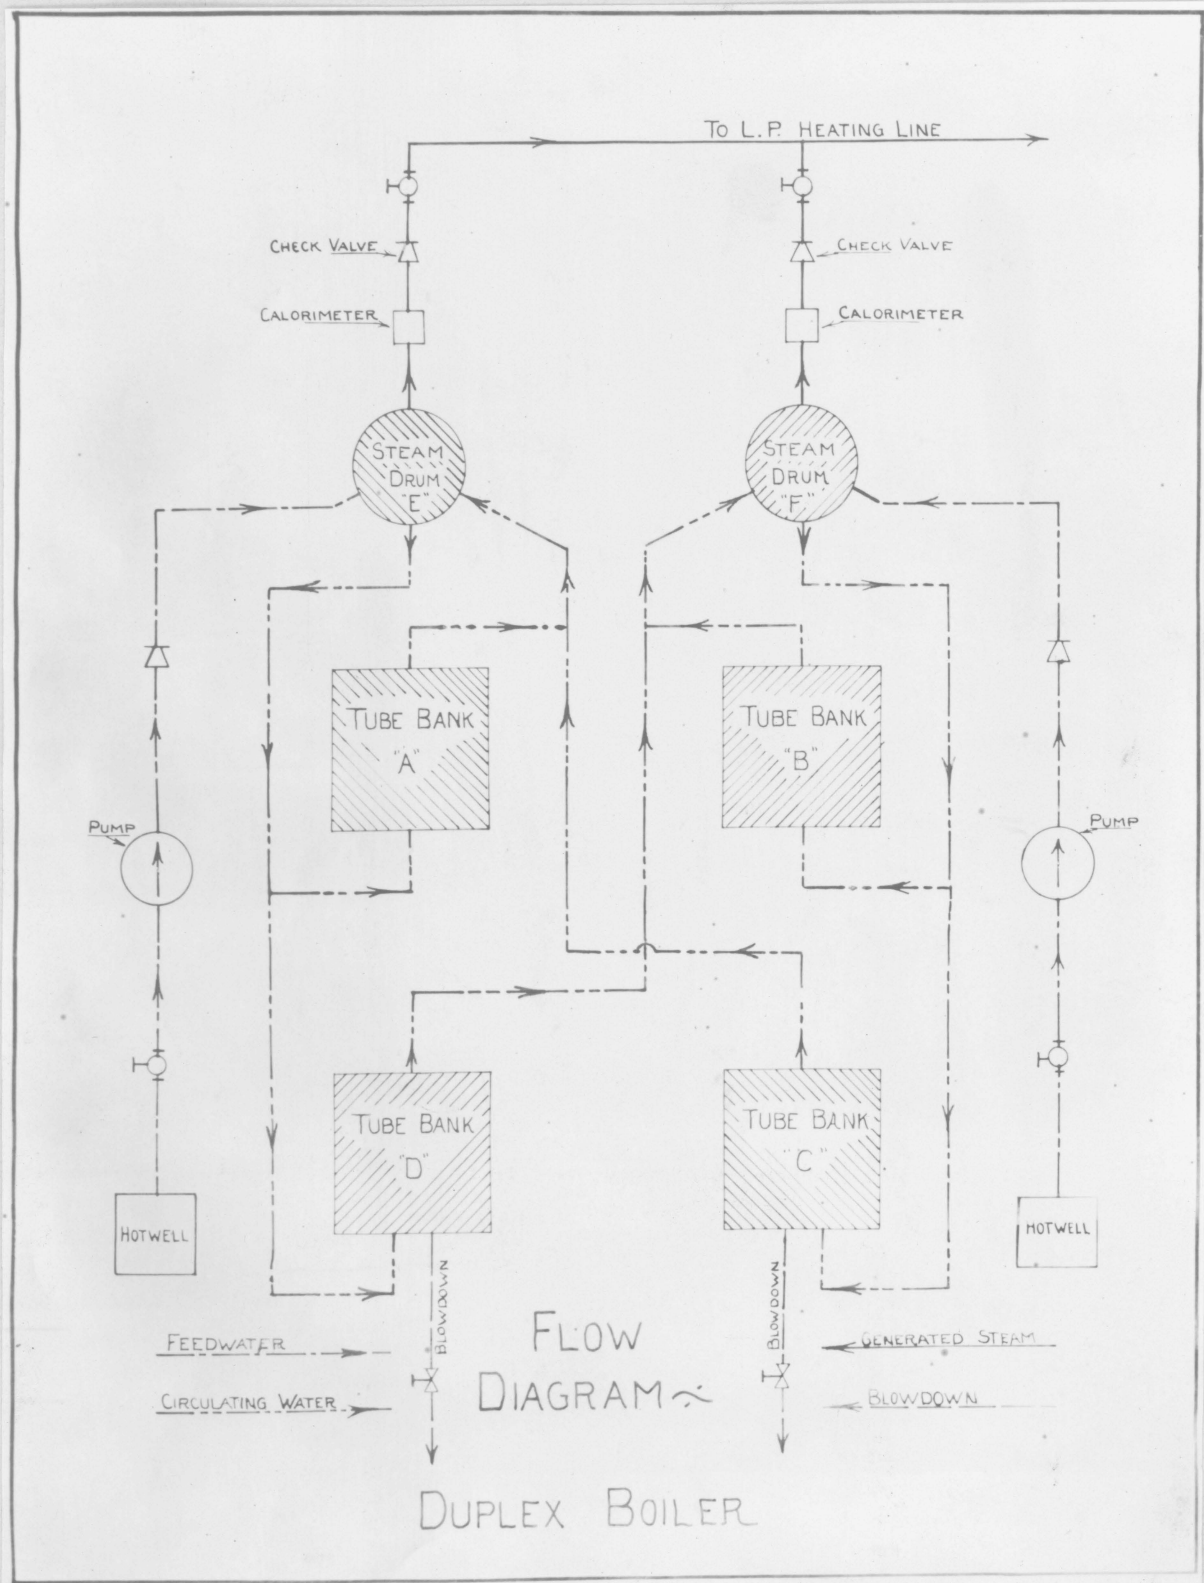 TO L.P. HEATING LINE
CHECK VALVE
CHECK VALVE
CALORIMETER
CALORIMETER
STEAM
DRUM
"E"
STEAM
DRUM
"F"
TUBE BANK
"A"
TUBE BANK
"B"
PUMP
PUMP
TUBE BANK
"D"
TUBE BANK
"C"
HOTWELL
HOTWELL
BLOWDOWN
BLOWDOWN
FEEDWATER
CIRCULATING WATER
GENERATED STEAM
BLOWDOWN
FLOW
DIAGRAM
DUPLEX BOILER